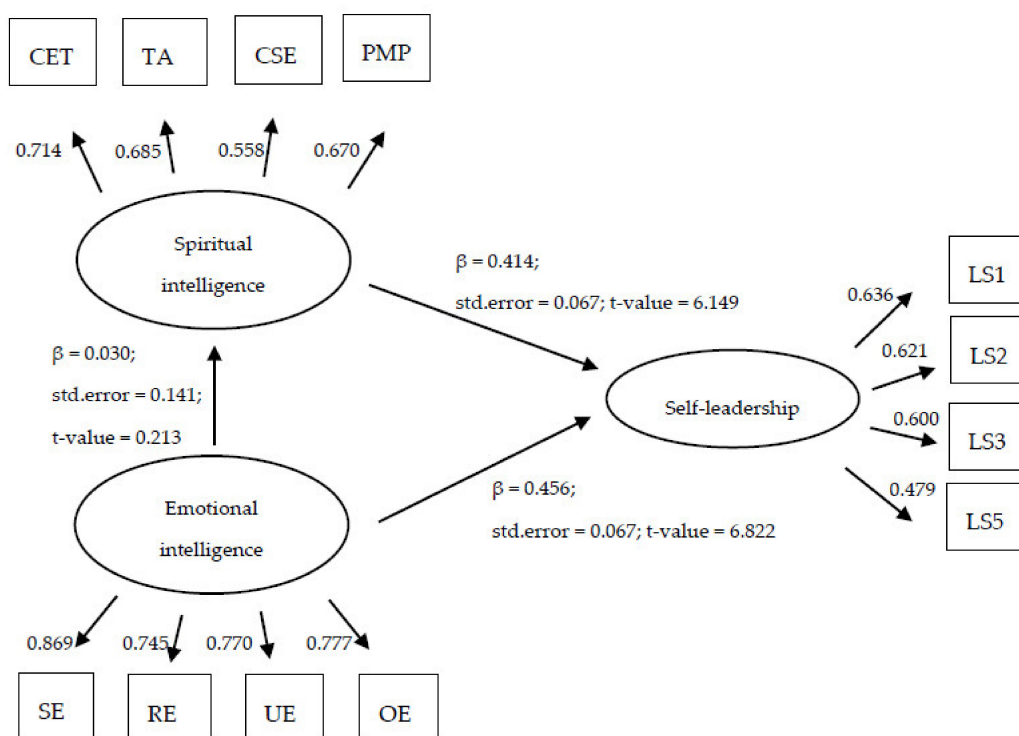 CET
TA
CSE
PMP
0.714
0.685
0.558
0.670
Spiritual
intelligence
β = 0.414;
std.error = 0.067; t-value = 6.149
β = 0.030;
std.error = 0.141;
t-value = 0.213
Self-leadership
0.636
LS1
0.621
LS2
0.600
LS3
0.479
LS5
Emotional
intelligence
β = 0.456;
std.error = 0.067; t-value = 6.822
0.869
0.745
0.770
0.777
SE
RE
UE
OE